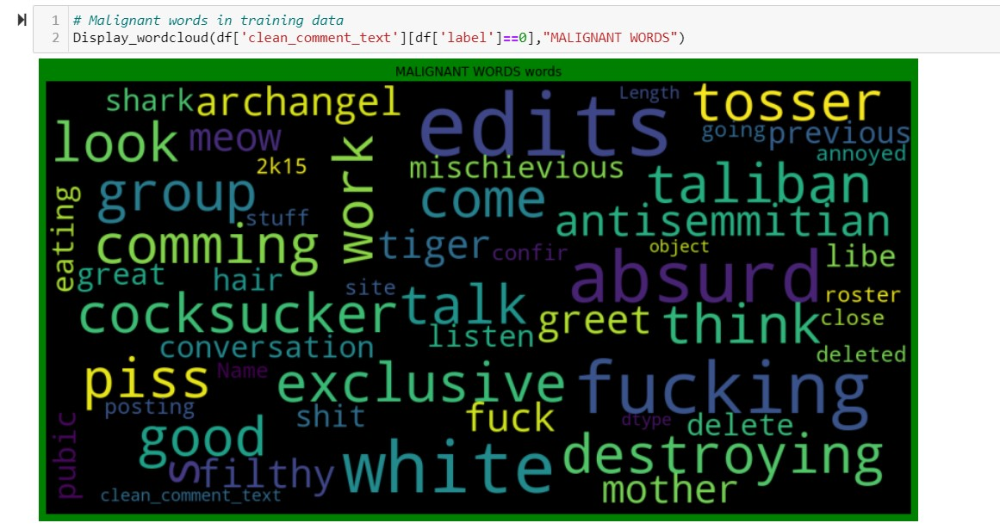 1 # Malignant words in training data
2 Display_wordcloud(df['clean_comment_text'][df['label']==0],"MALIGNANT WORDS")
MALIGNANT WORDS words
shark archangel edits Length tosser
look meow going previous
2k15 work mischievious annoyed
group come taliban
eating stuff antisemmitian
comming tiger confir object libe
great hair site absurd roster
cocksucker talk greet think close
conversation listen deleted
piss Name exclusive fucking
posting shit fuck dtype delete
pubic good white destroying
S filthy mother
clean_comment_text